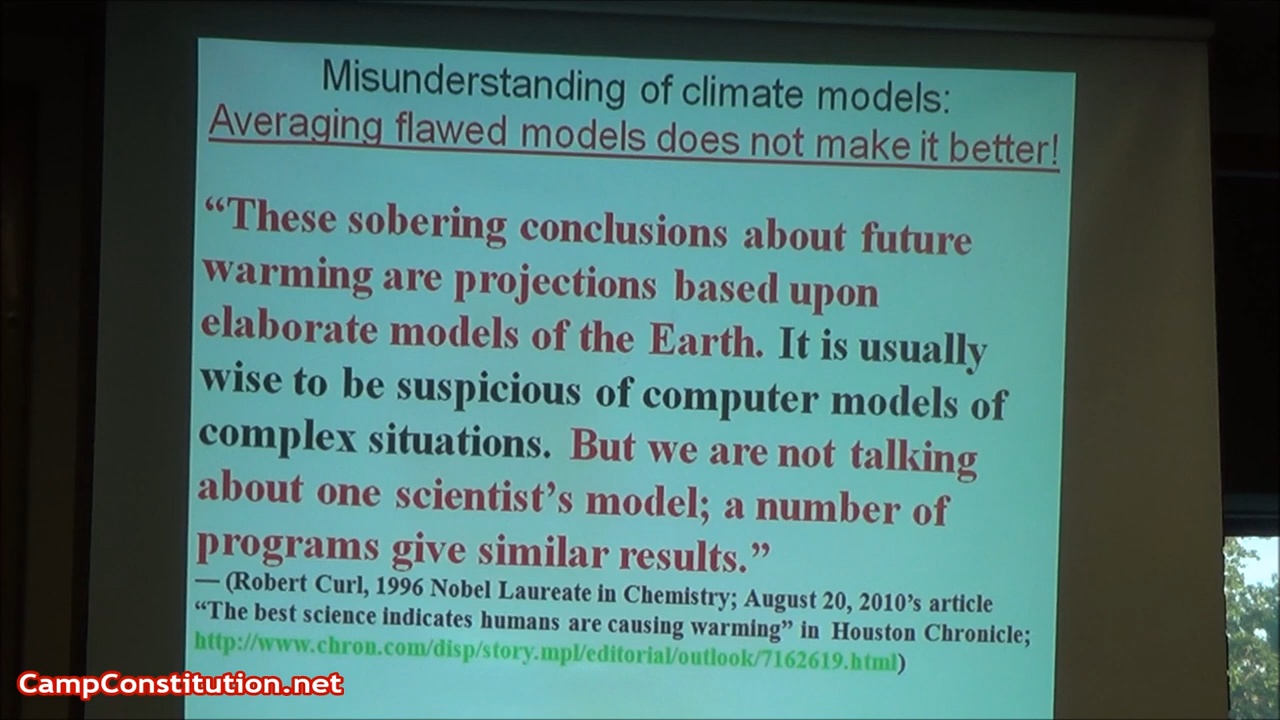 Misunderstanding of climate models:
Averaging flawed models does not make it better!
“These sobering conclusions about future
warming are projections based upon
elaborate models of the Earth. It is usually
wise to be suspicious of computer models of
complex situations. But we are not talking
about one scientist’s model; a number of
programs give similar results.”
— (Robert Curl, 1996 Nobel Laureate in Chemistry; August 20, 2010’s article
“The best science indicates humans are causing warming” in Houston Chronicle;
http://www.chron.com/disp/story.mpl/editorial/outlook/7162619.html)
CampConstitution.net